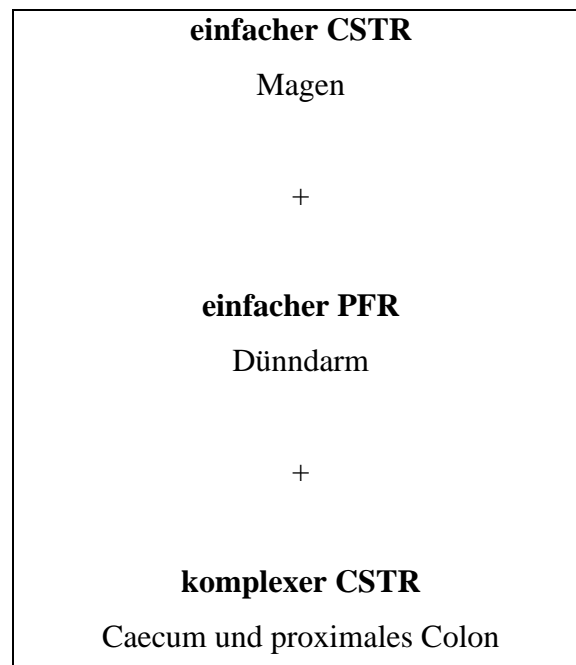 einfacher CSTR
Magen
+
einfacher PFR
Dünndarm
+
komplexer CSTR
Caecum und proximales Colon